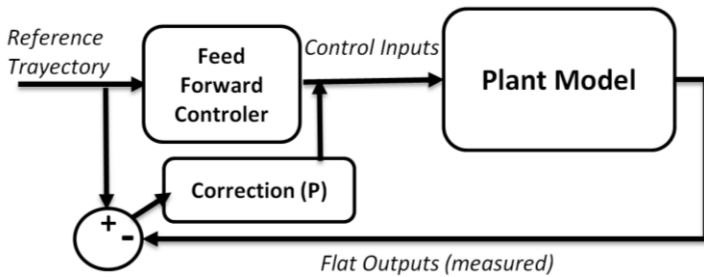 Reference
Trayectory
Feed
Forward
Controler
Control Inputs
Plant Model
Correction (P)
+
-
Flat Outputs (measured)